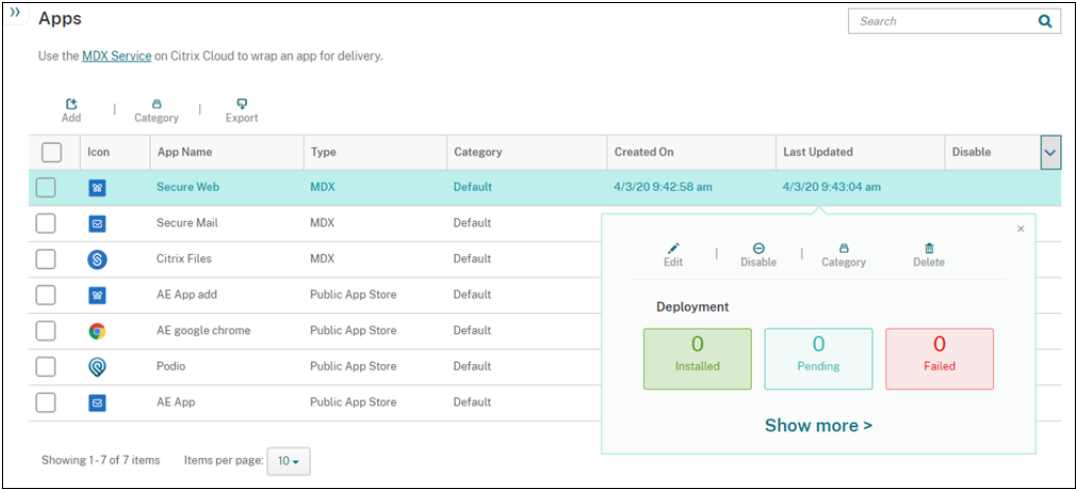 Apps
Search
Use the MDX Service on Citrix Cloud to wrap an app for delivery.
Add | Category | Export
Icon App Name Type Category Created On Last Updated Disable
Secure Web MDX Default 4/3/20 9:42:58 am 4/3/20 9:43:04 am
Secure Mail MDX Default
Citrix Files MDX Default
AE App add Public App Store Default
AE google chrome Public App Store Default
Podio Public App Store Default
AE App Public App Store Default
Edit | Disable | Category Delete
Deployment
0 0 0
Installed Pending Failed
Show more >
Showing 1-7 of 7 items Items per page: 10